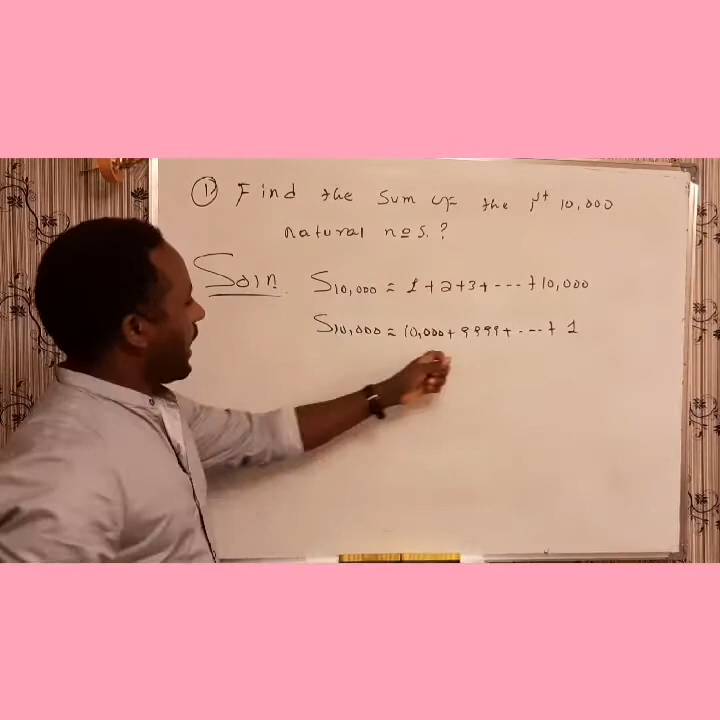 ① Find the sum of the 1st 10,000
natural nos.?
Soln. S10,000 = 1+2+3+ --- +10,000
S10,000 = 10,000+9999+ --- + 1